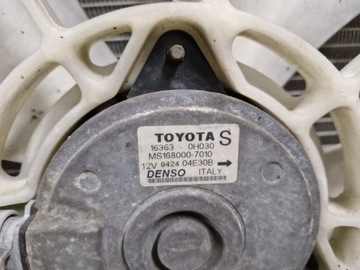 TOYOTA S
16363 - 0H030
MS168000-7010
12V 9424 04E30B
DENSO ITALY